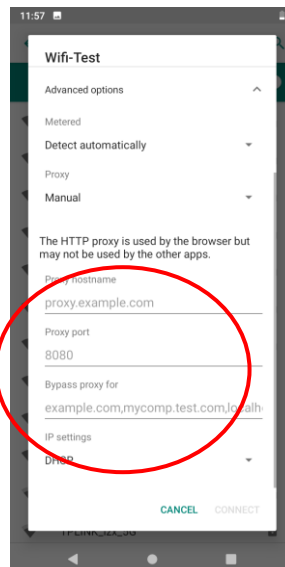 11:57
Wifi-Test
Advanced options
Metered
Detect automatically
Proxy
Manual
The HTTP proxy is used by the browser but
may not be used by the other apps.
Proxy hostname
proxy.example.com
Proxy port
8080
Bypass proxy for
example.com,mycomp.test.com,localh
IP settings
DHCP
CANCEL CONNECT